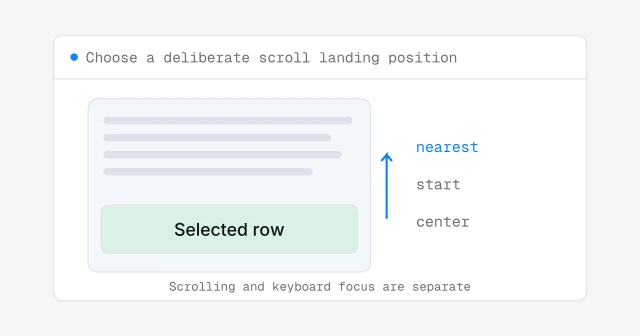 Choose a deliberate scroll landing position
nearest
start
Selected row
center
Scrolling and keyboard focus are separate